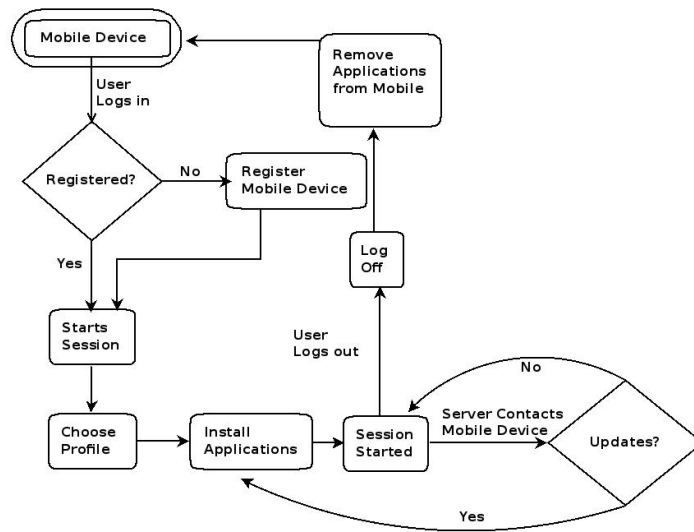 Mobile Device
User
Logs in
Remove
Applications
from Mobile
Registered?
No
Register
Mobile Device
Yes
Log
Off
Starts
Session
User
Logs out
No
Choose
Profile
Install
Applications
Session
Started
Server Contacts
Mobile Device
Updates?
Yes